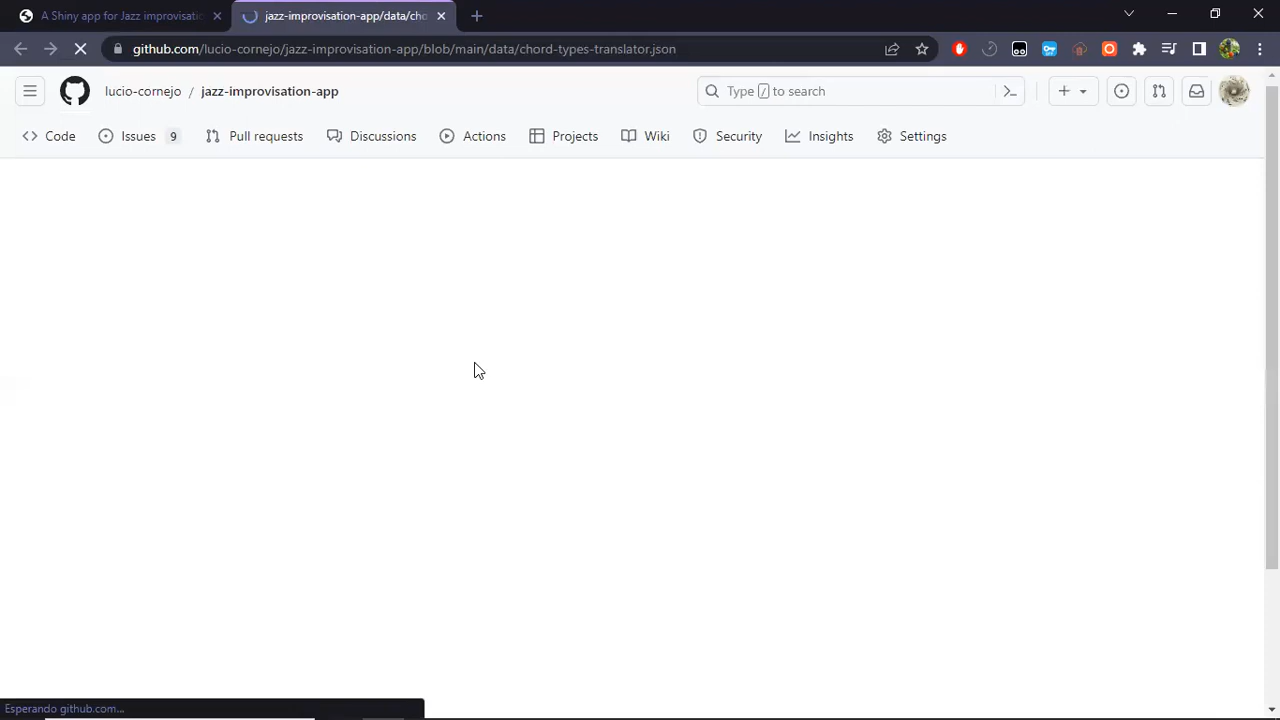 A Shiny app for Jazz improvisati
jazz-improvisation-app/data/cho
github.com/lucio-cornejo/jazz-improvisation-app/blob/main/data/chord-types-translator.json
lucio-cornejo / jazz-improvisation-app
Type / to search
Code
Issues 9
Pull requests
Discussions
Actions
Projects
Wiki
Security
Insights
Settings
Esperando github.com...